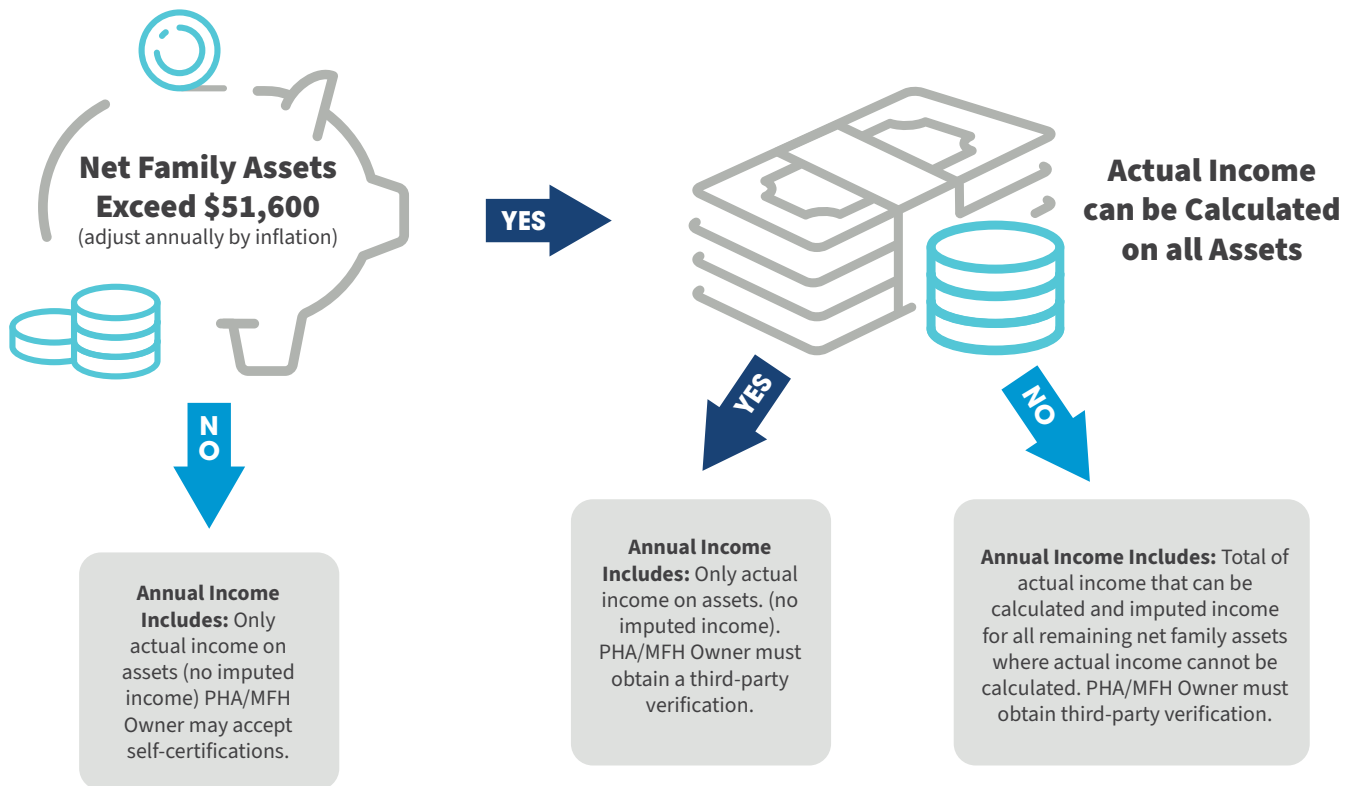 Net Family Assets
Exceed $51,600
(adjust annually by inflation)
YES
Actual Income
can be Calculated
on all Assets
N
O
YES
NO
Annual Income
Includes: Only
actual income on
assets (no imputed
income) PHA/MFH
Owner may accept
self-certifications.
Annual Income
Includes: Only actual
income on assets. (no
imputed income).
PHA/MFH Owner must
obtain a third-party
verification.
Annual Income Includes: Total of
actual income that can be
calculated and imputed income
for all remaining net family assets
where actual income cannot be
calculated. PHA/MFH Owner must
obtain third-party verification.